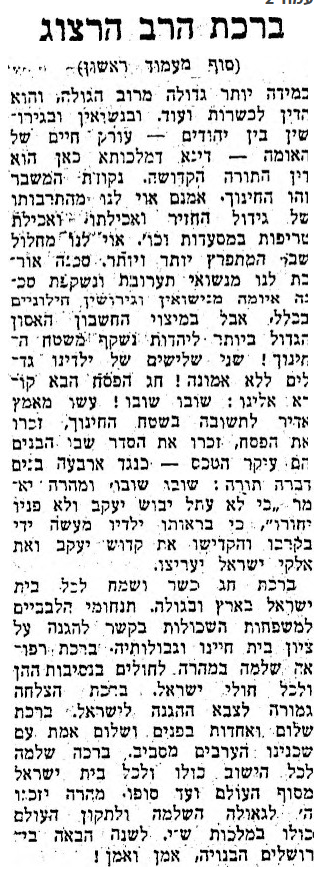 עמוד 2
ברכת הרב הרצוג
(סוף מעמוד ראשון)
במידה יותר גדולה מרוב הגולה, והוא
הדין לכשרות ועוד. ובנשואין ובגירו־
שין בין יהודים — עורק חיים של
האומה — דינא דמלכותא כאן הוא
דין התורה הקדושה. נקודת המשבר
זהו החינוך. אמנם אוי לנו מהתרבותו
של גידול החזיר ואכילתו, ואכילת
טריפות במסעדות וכו׳. אוי לנו מחלול
שבת המתפרץ יותר ויותר. סכנה אור־
בת לנו מנשואי תערובת ונשקפת סכ־
נה איומה מנישואין וגירושין חילוניים
בכלל, אבל במיצוי החשבון האסון
הגדול ביותר ליהדות נשקף משטח ה־
חינוך! שני שלישים של ילדינו גד־
לים ללא אמונה! חג הפסח הבא קו־
רא אלינו: שובו שובו! עשו מאמץ
אדיר לתשובה בשטח החינוך, זכרו
את הפסח, זכרו את הסדר שבו הבנים
הם עיקר הטכס — כנגד ארבעה בנים
דברה תורה: שובו שובו, ומהרה יא־
מר „כי לא עתה יבוש יעקב ולא פניו
יחורו״, כי בראותו ילדיו מעשה ידי
בקרבו והקדישו את קדוש יעקב ואת
אלקי ישראל יעריצו.
ברכת חג כשר ושמח לכל בית
ישראל בארץ ובגולה. תנחומי הלבביים
למשפחות השכולות בקשר להגנה על
ציון בית חיינו וגבולותיה. ברכת רפו־
אה שלמה במהרה. לחולים בנסיבות ההן
ולכל חולי ישראל. ברכת הצלחה
גמורה לצבא ההגנה לישראל. ברכת
שלום ואחדות בפנים ושלום אמת עם
שכנינו הערבים מסביב. ברכה שלמה
לכל הישוב כולו ולכל בית ישראל
מסוף העולם ועד סופו. מהרה יזכנו
ה׳ לגאולה השלמה ולתקון העולם
כולו במלכות ש׳י. לשנה הבאה בי־
רושלים הבנויה, אמן ואמן!